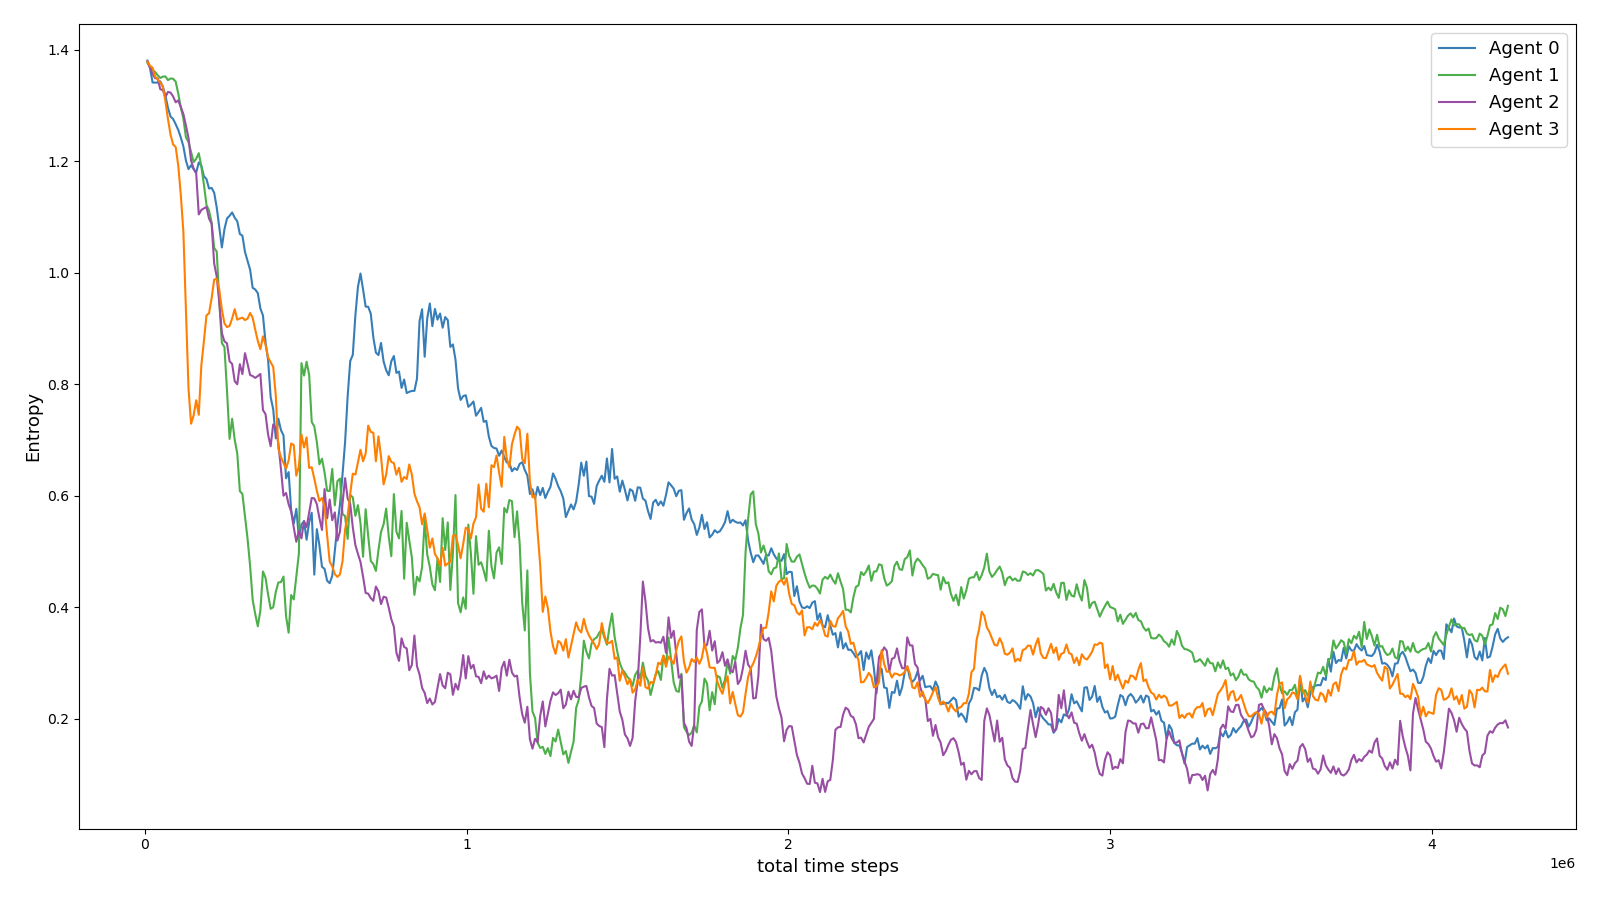 Agent 0
Agent 1
Agent 2
Agent 3
1.4
1.2
1.0
0.8
0.6
0.4
0.2
Entropy
0 1 2 3 4
1e6
total time steps